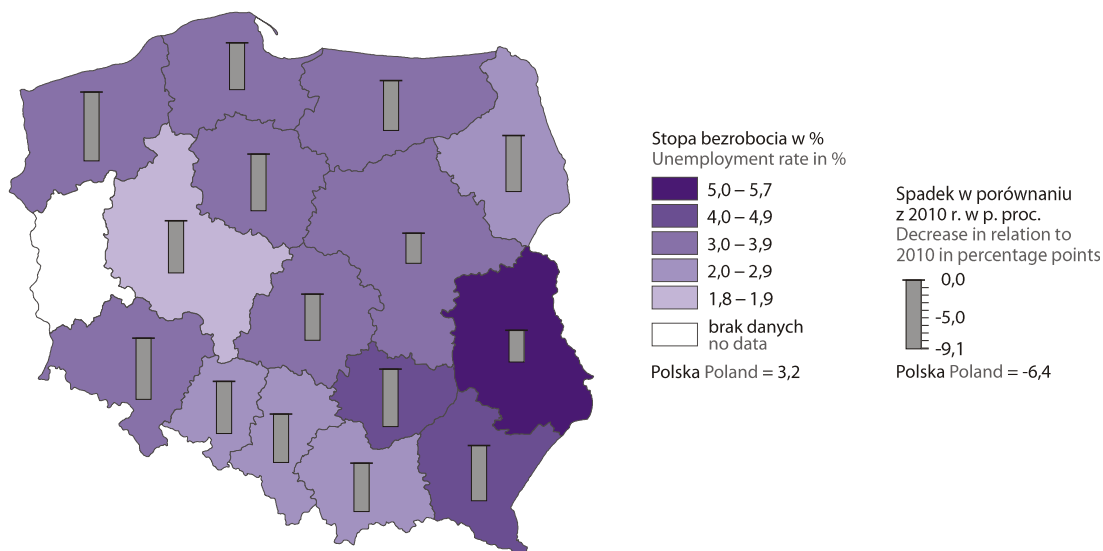 Stopa bezrobocia w %
Unemployment rate in %
5,0 – 5,7
4,0 – 4,9
3,0 – 3,9
2,0 – 2,9
1,8 – 1,9
brak danych
no data
Polska Poland = 3,2
Spadek w porównaniu
z 2010 r. w p. proc.
Decrease in relation to
2010 in percentage points
0,0
-5,0
-9,1
Polska Poland = -6,4